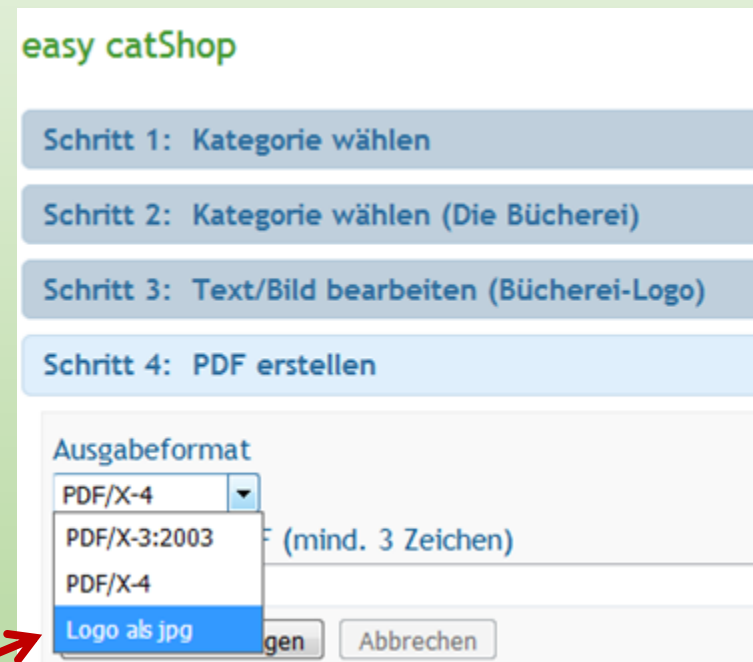 easy catShop
Schritt 1: Kategorie wählen
Schritt 2: Kategorie wählen (Die Bücherei)
Schritt 3: Text/Bild bearbeiten (Bücherei-Logo)
Schritt 4: PDF erstellen
Ausgabeformat
PDF/X-4
PDF/X-3:2003
(mind. 3 Zeichen)
PDF/X-4
Logo als jpg
Abbrechen